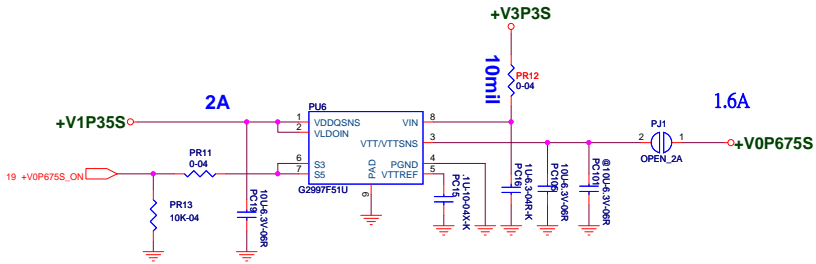 +V3P3S
10mil
PR12
0-04
2A
1.6A
PU6
+V1P35S
1
VDDQSNS
VIN
8
2
VLDOIN
VTT/VTTSNS
3
PJ1
2
1
+V0P675S
OPEN_2A
PR11
0-04
19 +V0P675S_ON
6
S3
7
S5
PAD
PGND
4
VTTREF
5
G2997F51U
9
PR13
10K-04
10U-6.3V-06R
PC19
.1U-10-04X-K
PC15
1U-6.3-04R-K
PC16
10U-6.3V-06R
PC106
@10U-6.3V-06R
PC101